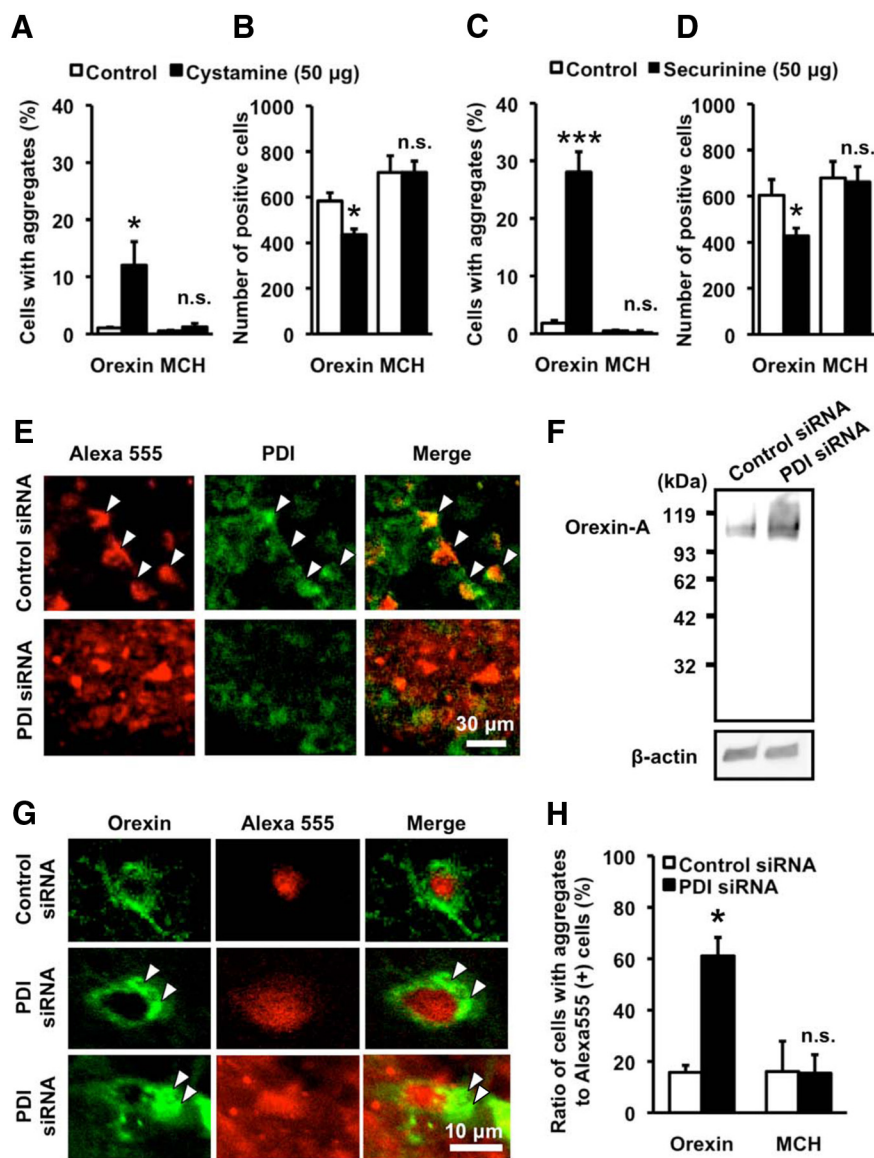 A
B
C
D
Control Cystamine (50 µg)
Control Securinine (50 µg)
Cells with aggregates (%)
40
30
20
10
0
*
n.s.
Orexin MCH
Number of positive cells
1000
800
600
400
200
0
*
n.s.
Orexin MCH
Cells with aggregates (%)
40
30
20
10
0
***
n.s.
Orexin MCH
Number of positive cells
1000
800
600
400
200
0
*
n.s.
Orexin MCH
E
Alexa 555
PDI
Merge
Control siRNA
PDI siRNA
30 µm
F
Control siRNA
PDI siRNA
(kDa)
Orexin-A
119
93
62
42
32
β-actin
G
Orexin
Alexa 555
Merge
Control
siRNA
PDI
siRNA
PDI
siRNA
10 µm
H
Control siRNA
PDI siRNA
Ratio of cells with aggregates
to Alexa555 (+) cells (%)
100
80
60
40
20
0
*
n.s.
Orexin
MCH